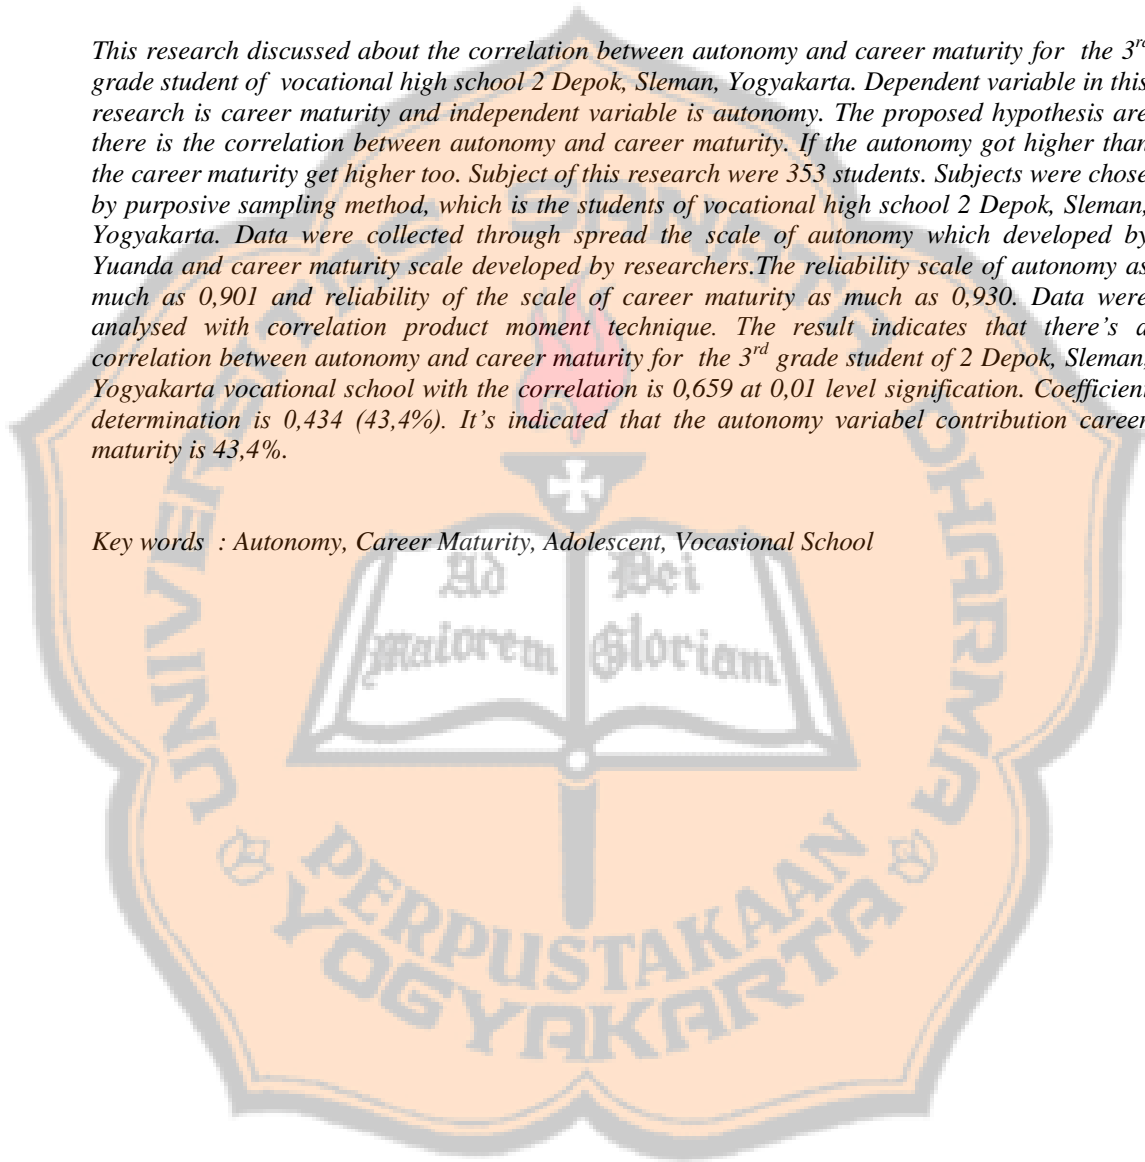 This research discussed about the correlation between autonomy and career maturity for the 3rd
grade student of vocational high school 2 Depok, Sleman, Yogyakarta. Dependent variable in this
research is career maturity and independent variable is autonomy. The proposed hypothesis are
there is the correlation between autonomy and career maturity. If the autonomy got higher than
the career maturity get higher too. Subject of this research were 353 students. Subjects were chose
by purposive sampling method, which is the students of vocational high school 2 Depok, Sleman,
Yogyakarta. Data were collected through spread the scale of autonomy which developed by
Yuanda and career maturity scale developed by researchers.The reliability scale of autonomy as
much as 0,901 and reliability of the scale of career maturity as much as 0,930. Data were
analysed with correlation product moment technique. The result indicates that there's a
correlation between autonomy and career maturity for the 3rd grade student of 2 Depok, Sleman,
Yogyakarta vocational school with the correlation is 0,659 at 0,01 level signification. Coefficient
determination is 0,434 (43,4%). It's indicated that the autonomy variabel contribution career
maturity is 43,4%.
Key words : Autonomy, Career Maturity, Adolescent, Vocasional School
UNIVERSITAS SANATA DHARMA
Ad Dei
maiorem Gloriam
PERPUSTAKAAN
YOGYAKARTA